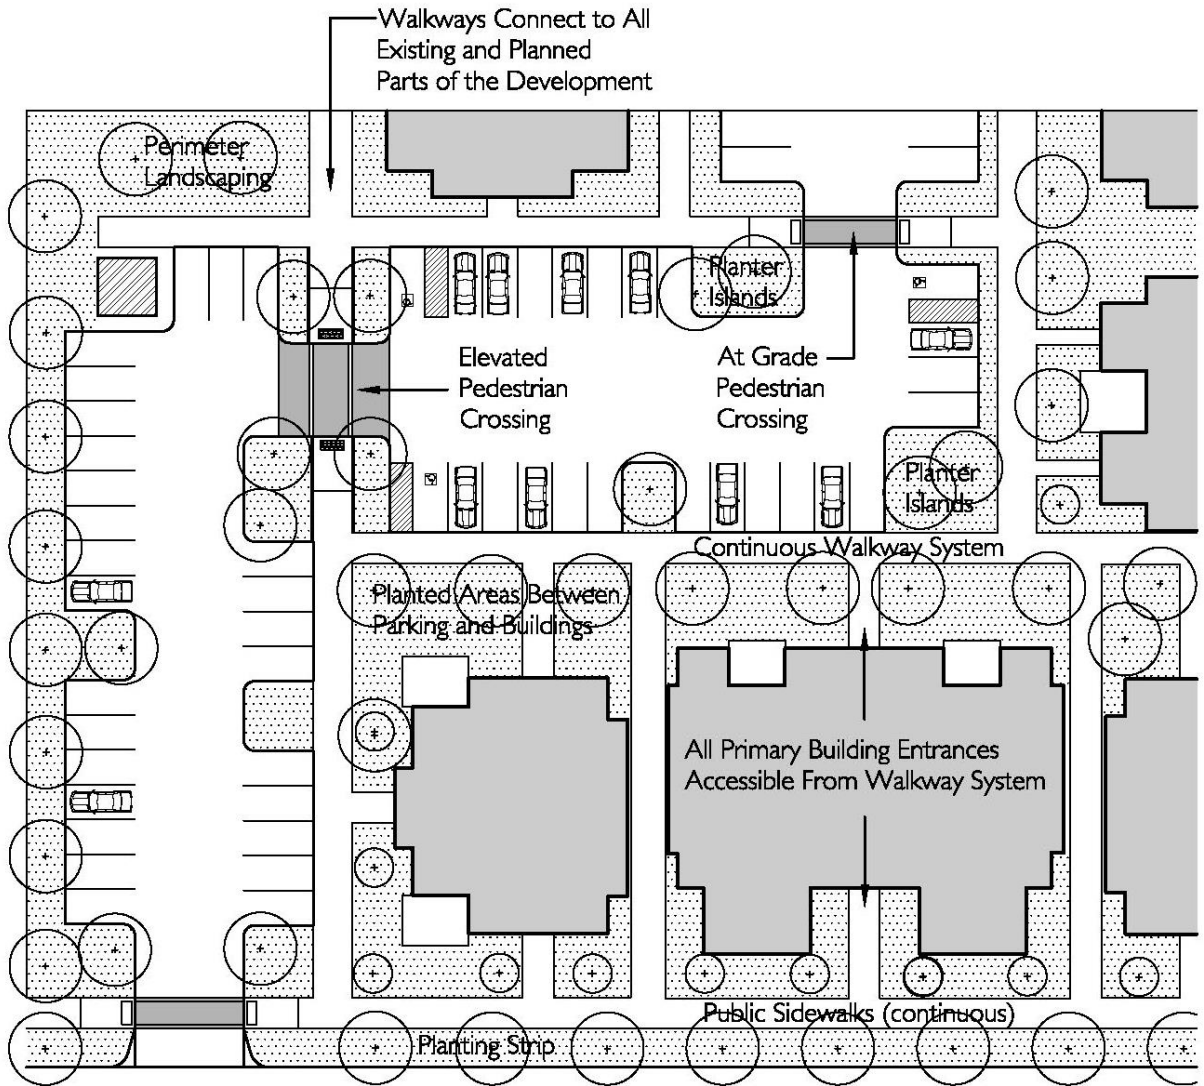 Walkways Connect to All
Existing and Planned
Parts of the Development
Perimeter
Landscaping
Planter
Islands
Elevated
Pedestrian
Crossing
At Grade
Pedestrian
Crossing
Planter
Islands
Continuous Walkway System
Planted Areas Between
Parking and Buildings
All Primary Building Entrances
Accessible From Walkway System
Public Sidewalks (continuous)
Planting Strip